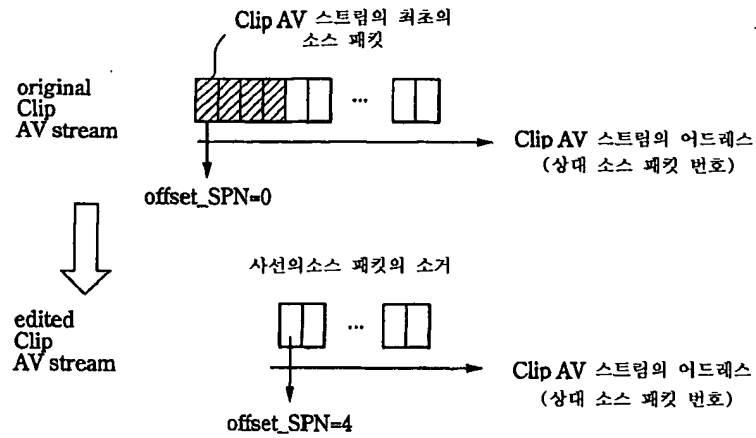 Clip AV 스트림의 최초의
소스 패킷
original
Clip
AV stream
...
Clip AV 스트림의 어드레스
(상대 소스 패킷 번호)
offset_SPN=0
사선의소스 패킷의 소거
edited
Clip
AV stream
...
Clip AV 스트림의 어드레스
(상대 소스 패킷 번호)
offset_SPN=4